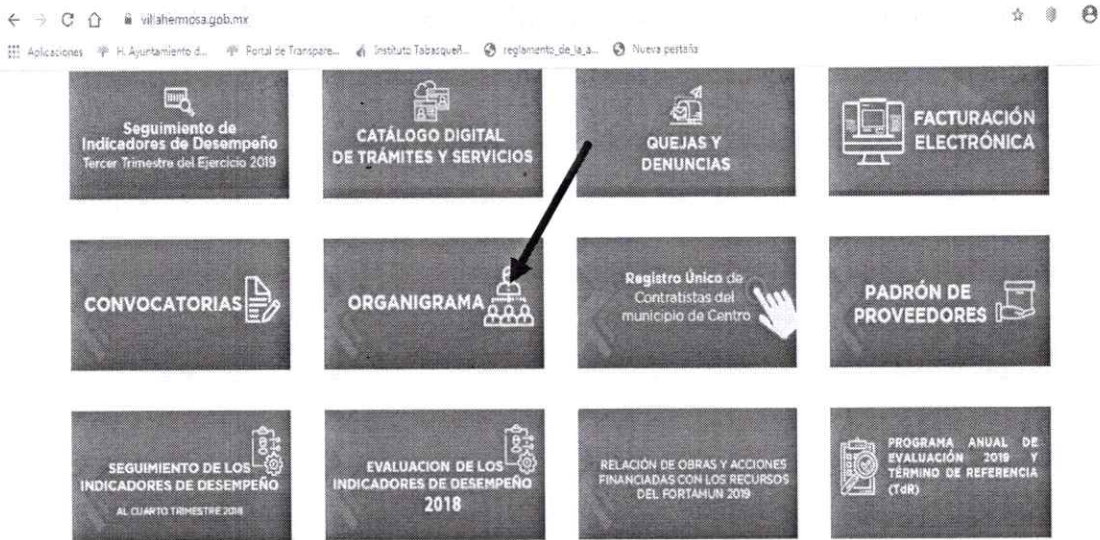 villahermosa.gob.mx
Aplicaciones H. Ayuntamiento d... Portal de Transpare... Instituto Tabasqueñ... reglamento_de_la_a... Nueva pestaña
Seguimiento de
Indicadores de Desempeño
Tercer Trimestre del Ejercicio 2019
CATÁLOGO DIGITAL
DE TRÁMITES Y SERVICIOS
QUEJAS Y
DENUNCIAS
FACTURACIÓN
ELECTRÓNICA
CONVOCATORIAS
ORGANIGRAMA
Registro Único de
Contratistas del
municipio de Centro
PADRÓN DE
PROVEEDORES
SEGUIMIENTO DE LOS
INDICADORES DE DESEMPEÑO
AL CUARTO TRIMESTRE 2018
EVALUACION DE LOS
INDICADORES DE DESEMPEÑO
2018
RELACIÓN DE OBRAS Y ACCIONES
FINANCIADAS CON LOS RECURSOS
DEL FORTAMUN 2019
PROGRAMA ANUAL DE
EVALUACIÓN 2019 Y
TÉRMINO DE REFERENCIA
(TdR)